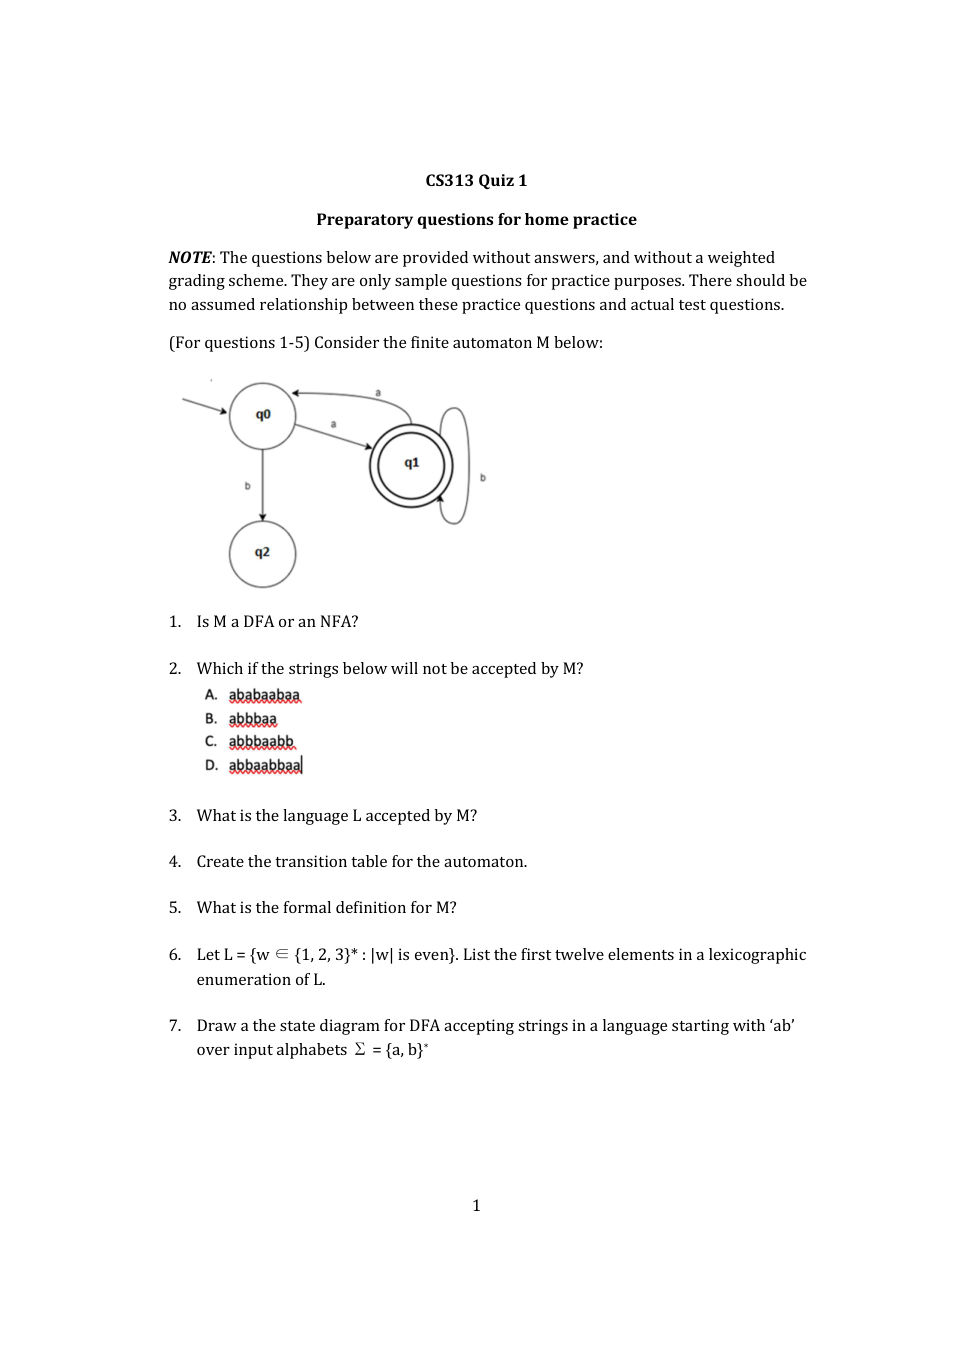 CS313 Quiz 1
Preparatory questions for home practice
NOTE: The questions below are provided without answers, and without a weighted
grading scheme. They are only sample questions for practice purposes. There should be
no assumed relationship between these practice questions and actual test questions.
(For questions 1-5) Consider the finite automaton M below:
a
q0
a
q1
b
b
q2
1. Is M a DFA or an NFA?
2. Which if the strings below will not be accepted by M?
A. ababaabaa
B. abbbaa
C. abbbaabb
D. abbaabbaa
3. What is the language L accepted by M?
4. Create the transition table for the automaton.
5. What is the formal definition for M?
6. Let L = {w ∈ {1, 2, 3}* : |w| is even}. List the first twelve elements in a lexicographic
enumeration of L.
7. Draw a the state diagram for DFA accepting strings in a language starting with ‘ab’
over input alphabets Σ = {a, b}*
1